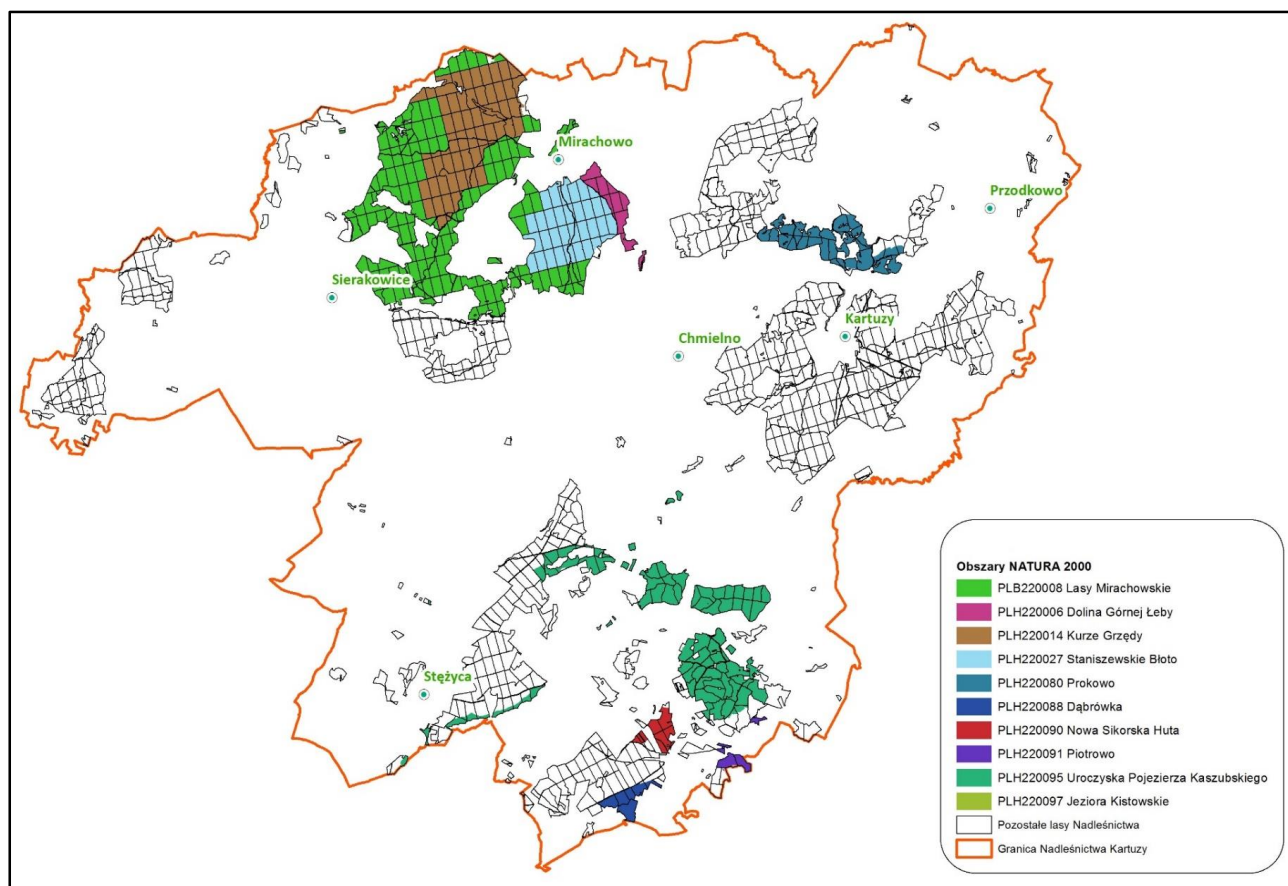 Mirachowo
Przodkowo
Sierakowice
Kartuzy
Chmielno
Stężyca
Obszary NATURA 2000
PLB220008 Lasy Mirachowskie
PLH220006 Dolina Górnej Łeby
PLH220014 Kurze Grzędy
PLH220027 Staniszewskie Błoto
PLH220080 Prokowo
PLH220088 Dąbrówka
PLH220090 Nowa Sikorska Huta
PLH220091 Piotrowo
PLH220095 Uroczyska Pojezierza Kaszubskiego
PLH220097 Jeziora Kistowskie
Pozostałe lasy Nadleśnictwa
Granica Nadleśnictwa Kartuzy